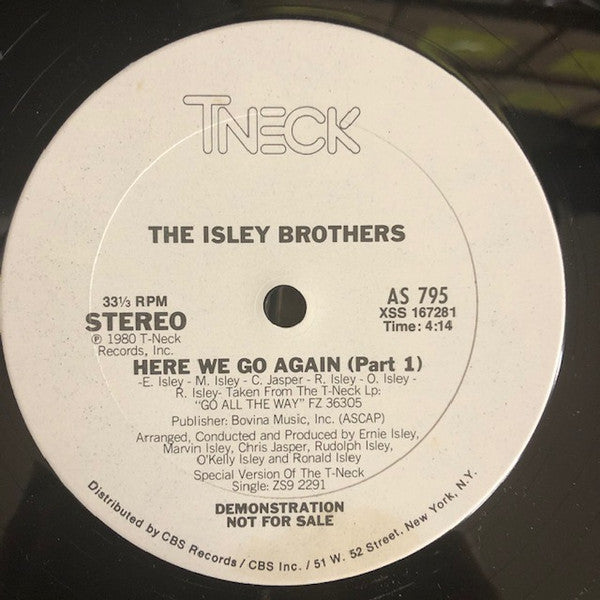 TNECK
THE ISLEY BROTHERS
33⅓ RPM
STEREO
℗ 1980 T-Neck
Records, Inc.
AS 795
XSS 167281
Time: 4:14
HERE WE GO AGAIN (Part 1)
-E. Isley - M. Isley - C. Jasper - R. Isley - O. Isley -
R. Isley- Taken From The T-Neck Lp:
"GO ALL THE WAY" FZ 36305
Publisher: Bovina Music, Inc. (ASCAP)
Arranged, Conducted and Produced by Ernie Isley,
Marvin Isley, Chris Jasper, Rudolph Isley,
O'Kelly Isley and Ronald Isley
Special Version Of The T-Neck
Single: ZS9 2291
DEMONSTRATION
NOT FOR SALE
Distributed by CBS Records / CBS Inc. / 51 W. 52 Street, New York, N.Y.